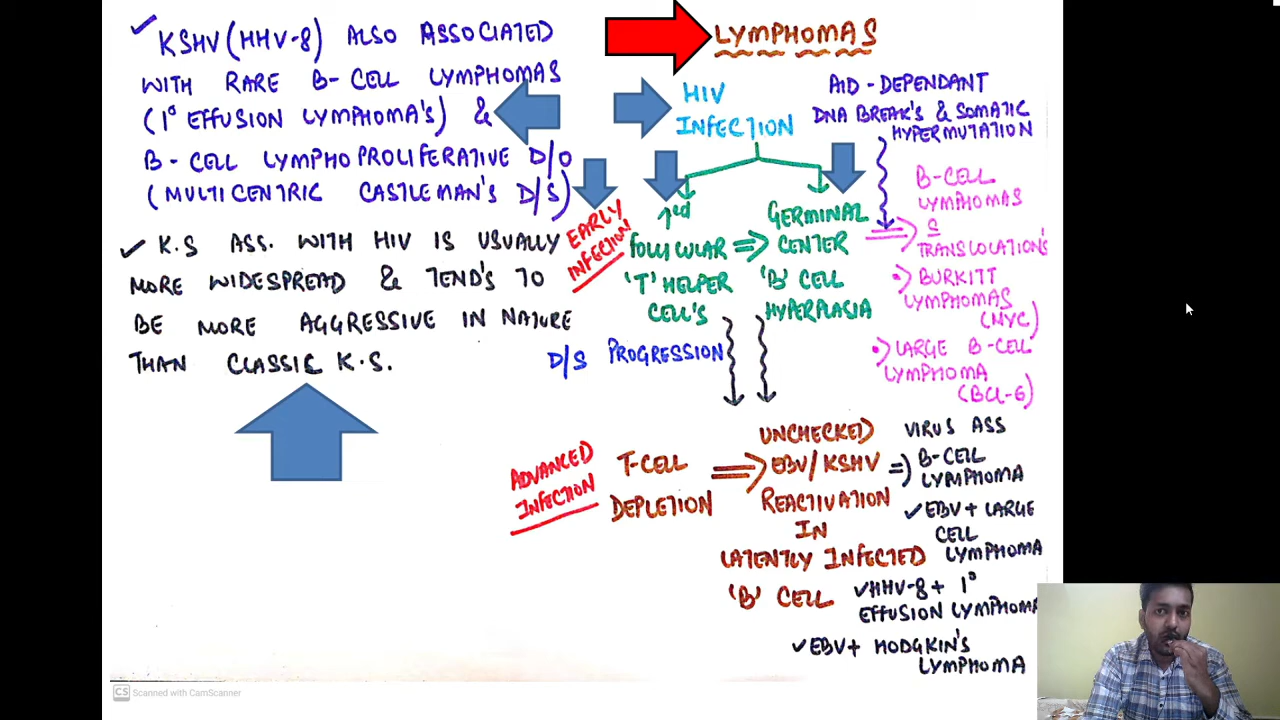 KSHV (HHV-8) ALSO ASSOCIATED
WITH RARE B-CELL LYMPHOMAS
(1° EFFUSION LYMPHOMA'S) &
B-CELL LYMPHOPROLIFERATIVE D/O
(MULTICENTRIC CASTLEMAN'S D/S)
K.S ASS. WITH HIV IS USUALLY
MORE WIDESPREAD & TEND'S TO
BE MORE AGGRESSIVE IN NATURE
THAN CLASSIC K.S.
LYMPHOMAS
HIV
INFECTION
AID-DEPENDANT
DNA BREAK'S & SOMATIC
HYPERMUTATION
EARLY
INFECTION
↑ed
FOLLICULAR
'T' HELPER
CELL'S
GERMINAL
CENTER
'B' CELL
HYPERPLASIA
B-CELL
LYMPHOMAS
S
TRANSLOCATION'S
BURKITT
LYMPHOMAS
(MYC)
LARGE B-CELL
LYMPHOMA
(BCL-6)
D/S PROGRESSION
ADVANCED
INFECTION
T-CELL
DEPLETION
UNCHECKED
EBV/KSHV
REACTIVATION
IN
LATENTLY INFECTED
'B' CELL
VIRUS ASS
B-CELL
LYMPHOMA
EBV+ LARGE
CELL
LYMPHOMA
HHV-8+ 1°
EFFUSION LYMPHOMA
EBV+ HODGKIN'S
LYMPHOMA
CS Scanned with CamScanner